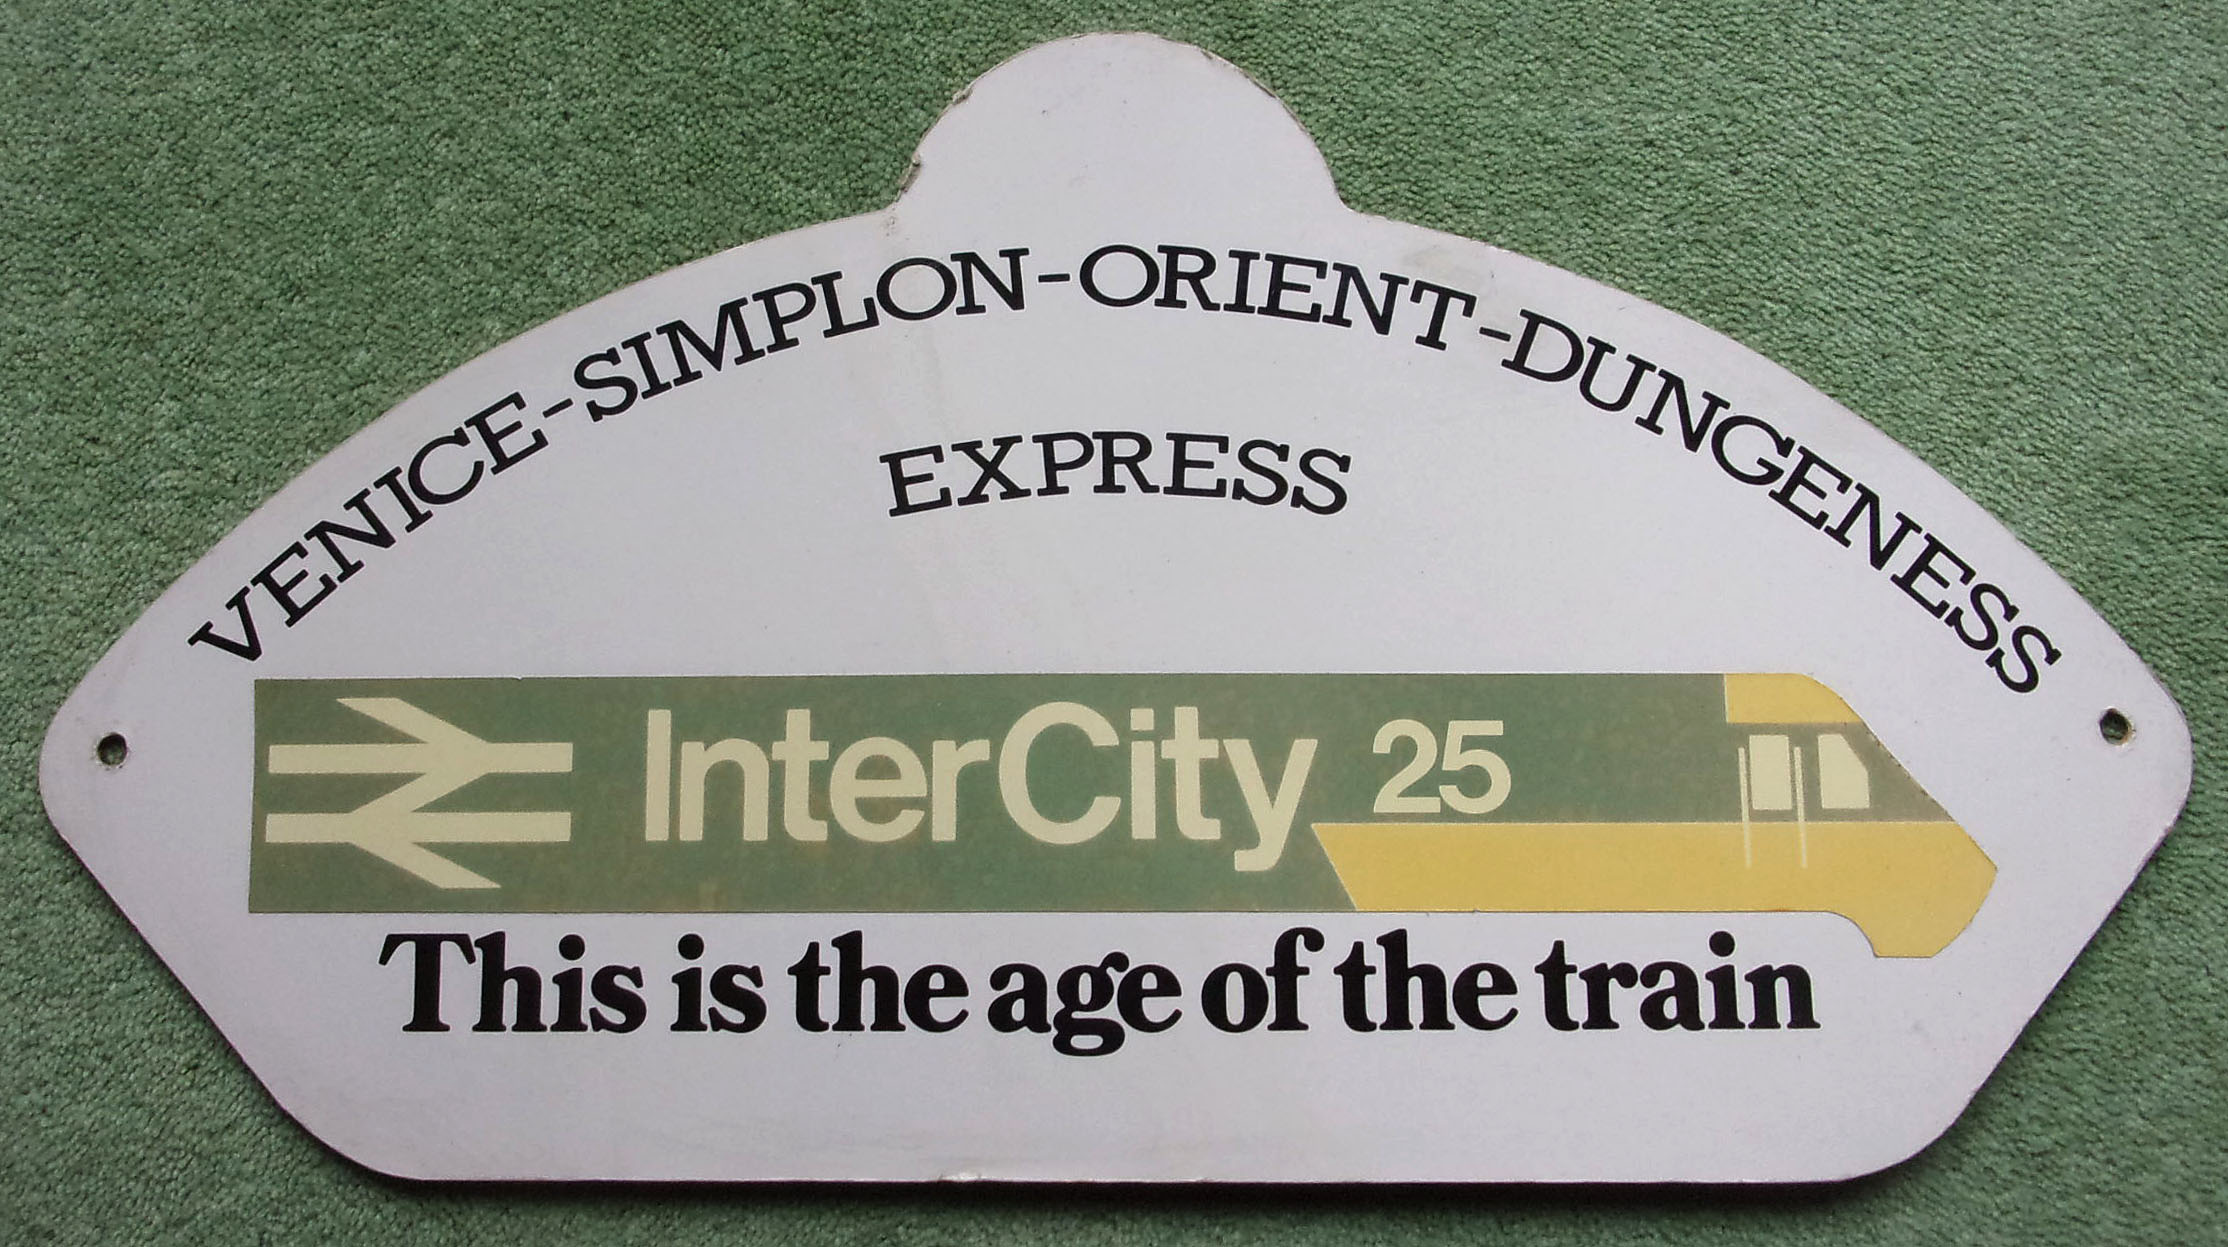 VENICE-SIMPLON-ORIENT-DUNGENESS
EXPRESS
InterCity 25
This is the age of the train